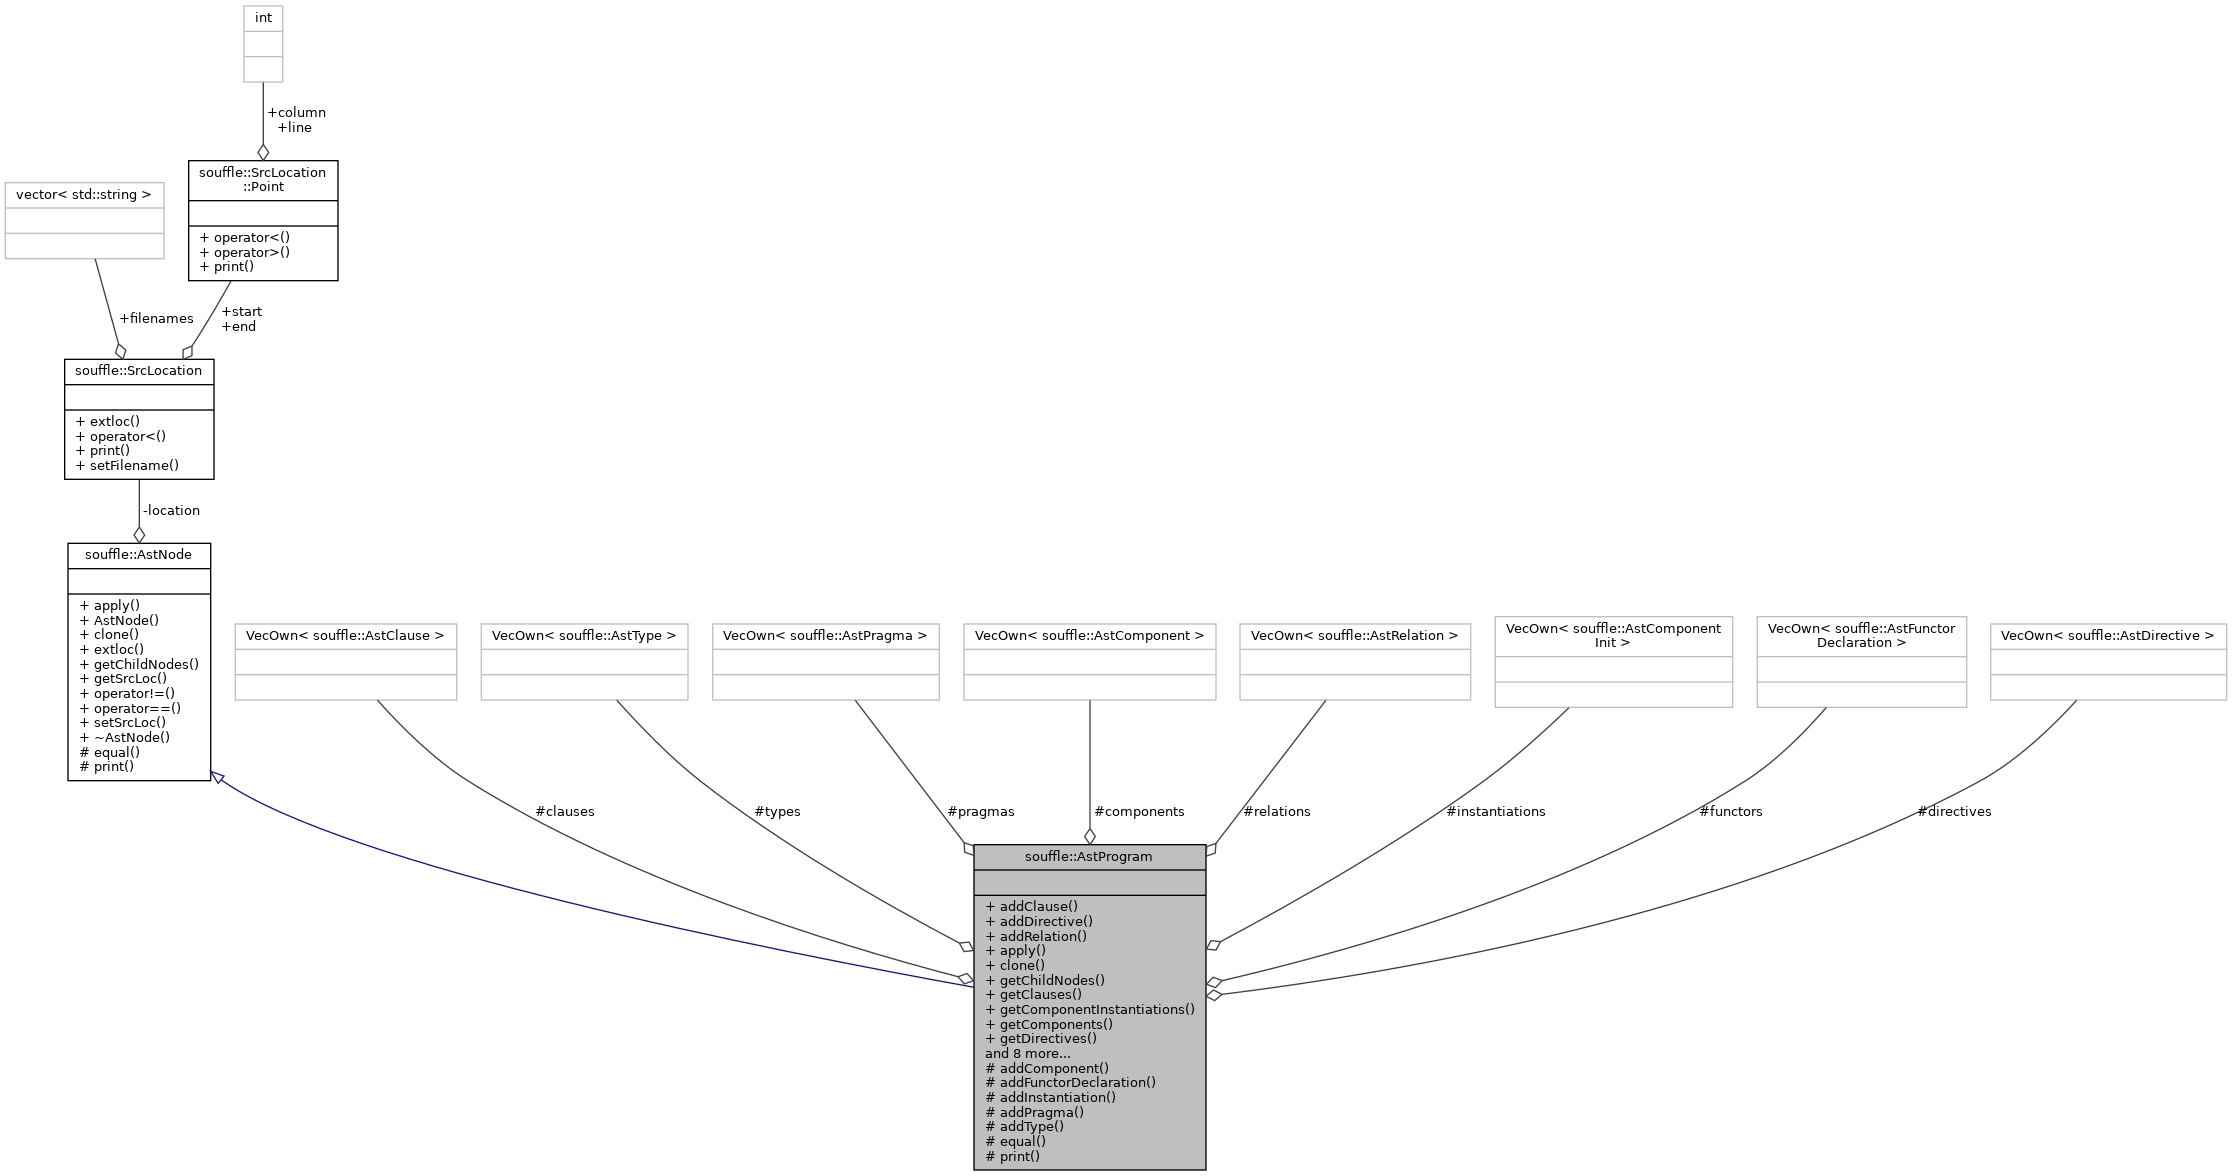 int
+column
+line
souffle::SrcLocation
::Point
+ operator<()
+ operator>()
+ print()
vector< std::string >
+filenames
+start
+end
souffle::SrcLocation
+ extloc()
+ operator<()
+ print()
+ setFilename()
-location
souffle::AstNode
+ apply()
+ AstNode()
+ clone()
+ extloc()
+ getChildNodes()
+ getSrcLoc()
+ operator!=()
+ operator==()
+ setSrcLoc()
+ ~AstNode()
# equal()
# print()
VecOwn< souffle::AstClause >
VecOwn< souffle::AstType >
VecOwn< souffle::AstPragma >
VecOwn< souffle::AstComponent >
VecOwn< souffle::AstRelation >
VecOwn< souffle::AstComponent
Init >
VecOwn< souffle::AstFunctor
Declaration >
VecOwn< souffle::AstDirective >
#clauses
#types
#pragmas
#components
#relations
#instantiations
#functors
#directives
souffle::AstProgram
+ addClause()
+ addDirective()
+ addRelation()
+ apply()
+ clone()
+ getChildNodes()
+ getClauses()
+ getComponentInstantiations()
+ getComponents()
+ getDirectives()
and 8 more...
# addComponent()
# addFunctorDeclaration()
# addInstantiation()
# addPragma()
# addType()
# equal()
# print()